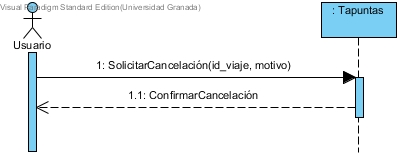 Visual Paradigm Standard Edition(Universidad Granada)
: Tapuntas
Usuario
1: SolicitarCancelación(id_viaje, motivo)
1.1: ConfirmarCancelación